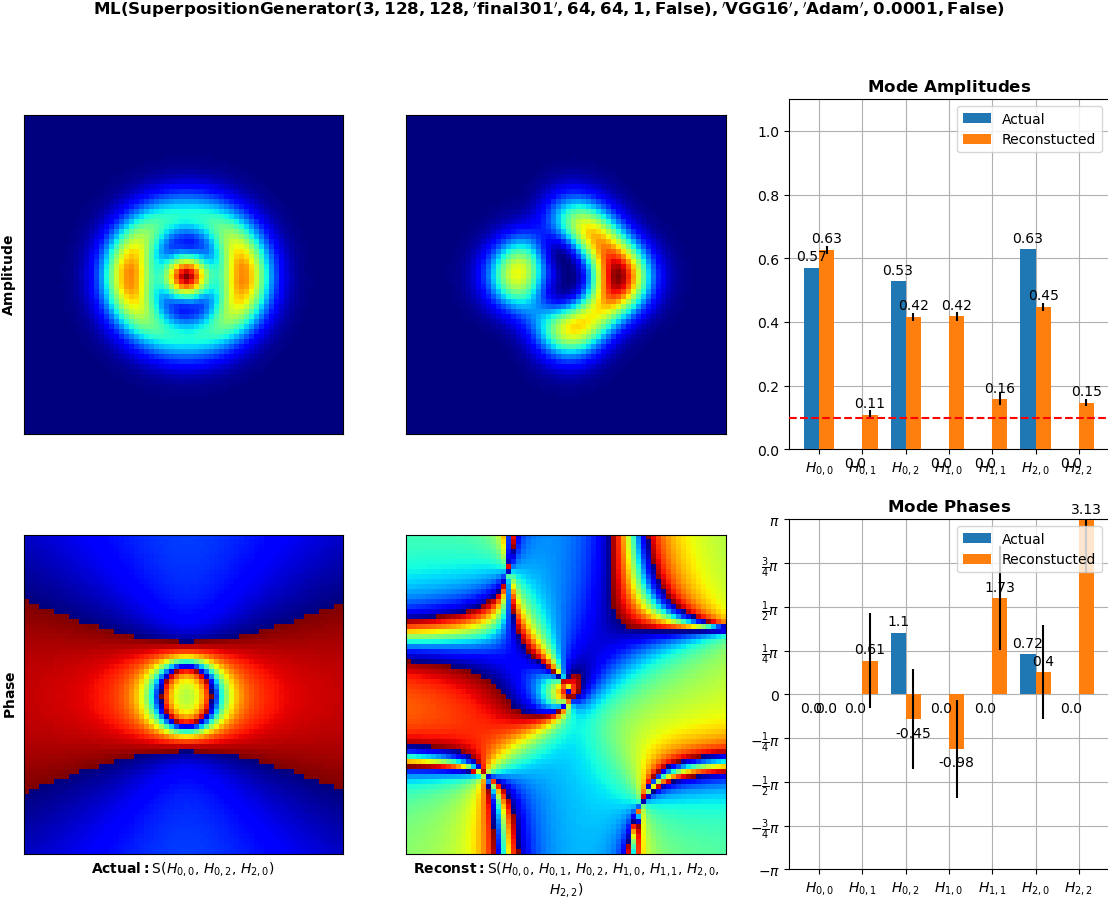 ML(SuperpositionGenerator(3, 128, 128, ′final301′, 64, 64, 1, False), ′VGG16′, ′Adam′, 0.0001, False)
Mode Amplitudes
Amplitude
Actual
Reconstucted
1.0
0.8
0.6
0.4
0.2
0.0
0.57
0.63
0.11
0.53
0.42
0.42
0.16
0.63
0.45
0.15
0.0
0.0
0.0
0.0
H0,0
H0,1
H0,2
H1,0
H1,1
H2,0
H2,2
Mode Phases
Phase
Actual
Reconstucted
π
3/4π
1/2π
1/4π
0
−1/4π
−1/2π
−3/4π
−π
0.0
0.0
0.0
0.61
1.1
-0.45
0.0
-0.98
0.0
1.73
0.72
0.4
0.0
3.13
H0,0
H0,1
H0,2
H1,0
H1,1
H2,0
H2,2
Actual: S(H0,0, H0,2, H2,0)
Reconst: S(H0,0, H0,1, H0,2, H1,0, H1,1, H2,0,
H2,2)